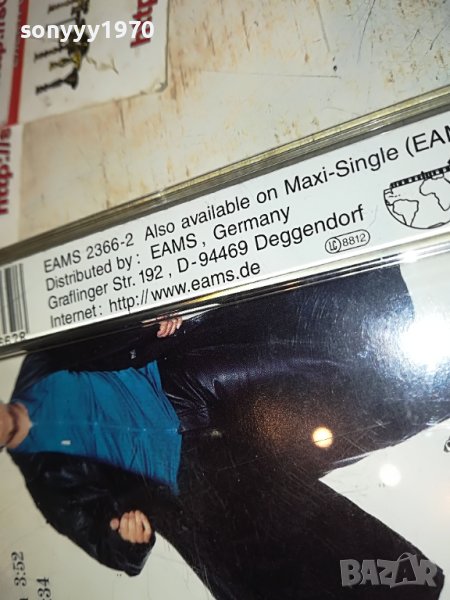 sonyyy1970
EAMS 2366-2 Also available on Maxi-Single (EAM
Distributed by: EAMS, Germany
Graflinger Str. 192, D-94469 Deggendorf
LC 8812
Internet: http://www.eams.de
3:52
:34
BAZAR